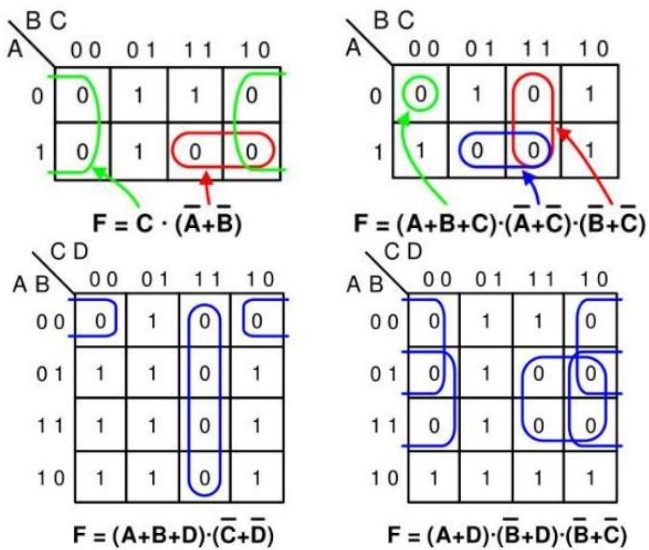 B C
A 0 0 0 1 1 1 1 0
0 0 1 1 0
1 0 1 0 0
F = C · (A̅+B̅)
B C
A 0 0 0 1 1 1 1 0
0 0 1 0 1
1 1 0 0 1
F = (A+B+C)·(A̅+C̅)·(B̅+C̅)
C D
A B 0 0 0 1 1 1 1 0
0 0 0 1 0 0
0 1 1 1 0 1
1 1 1 1 0 1
1 0 1 1 0 1
F = (A+B+D)·(C̅+D̅)
C D
A B 0 0 0 1 1 1 1 0
0 0 0 1 1 0
0 1 0 1 0 0
1 1 0 1 0 0
1 0 1 1 1 1
F = (A+D)·(B̅+D)·(B̅+C̅)